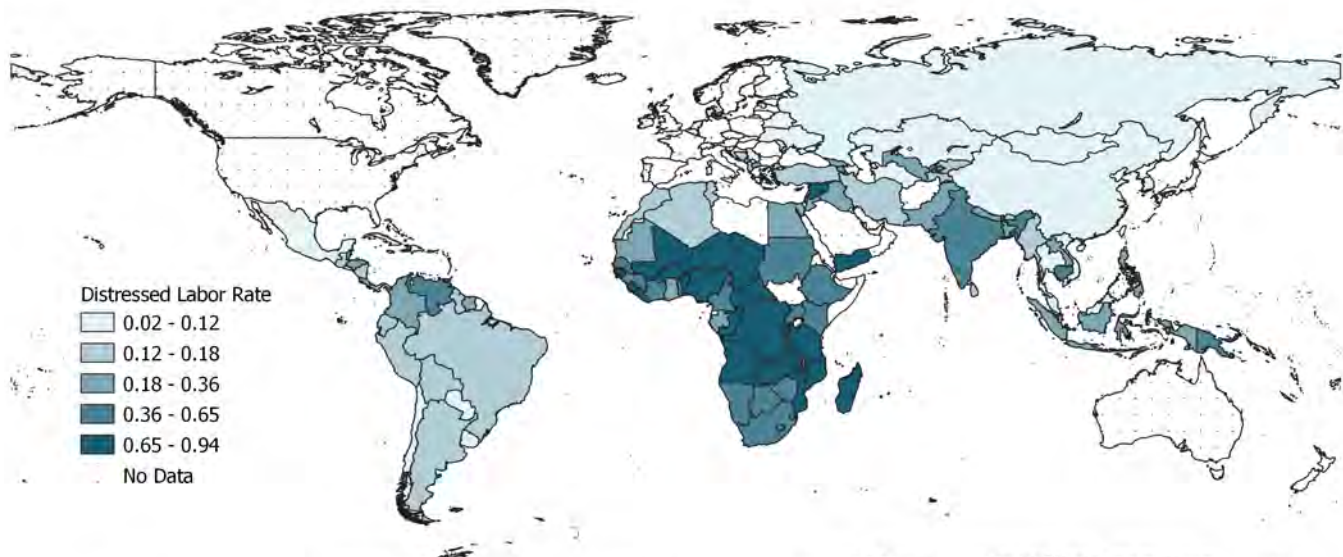 Distressed Labor Rate
0.02 - 0.12
0.12 - 0.18
0.18 - 0.36
0.36 - 0.65
0.65 - 0.94
No Data